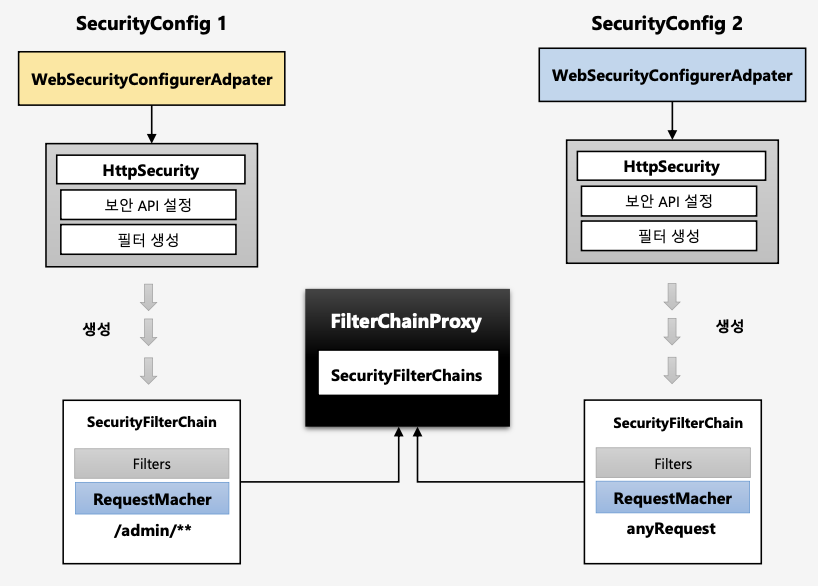 SecurityConfig 1
WebSecurityConfigurerAdpater
HttpSecurity
보안 API 설정
필터 생성
생성
SecurityFilterChain
Filters
RequestMacher
/admin/**
FilterChainProxy
SecurityFilterChains
SecurityConfig 2
WebSecurityConfigurerAdpater
HttpSecurity
보안 API 설정
필터 생성
생성
SecurityFilterChain
Filters
RequestMacher
anyRequest